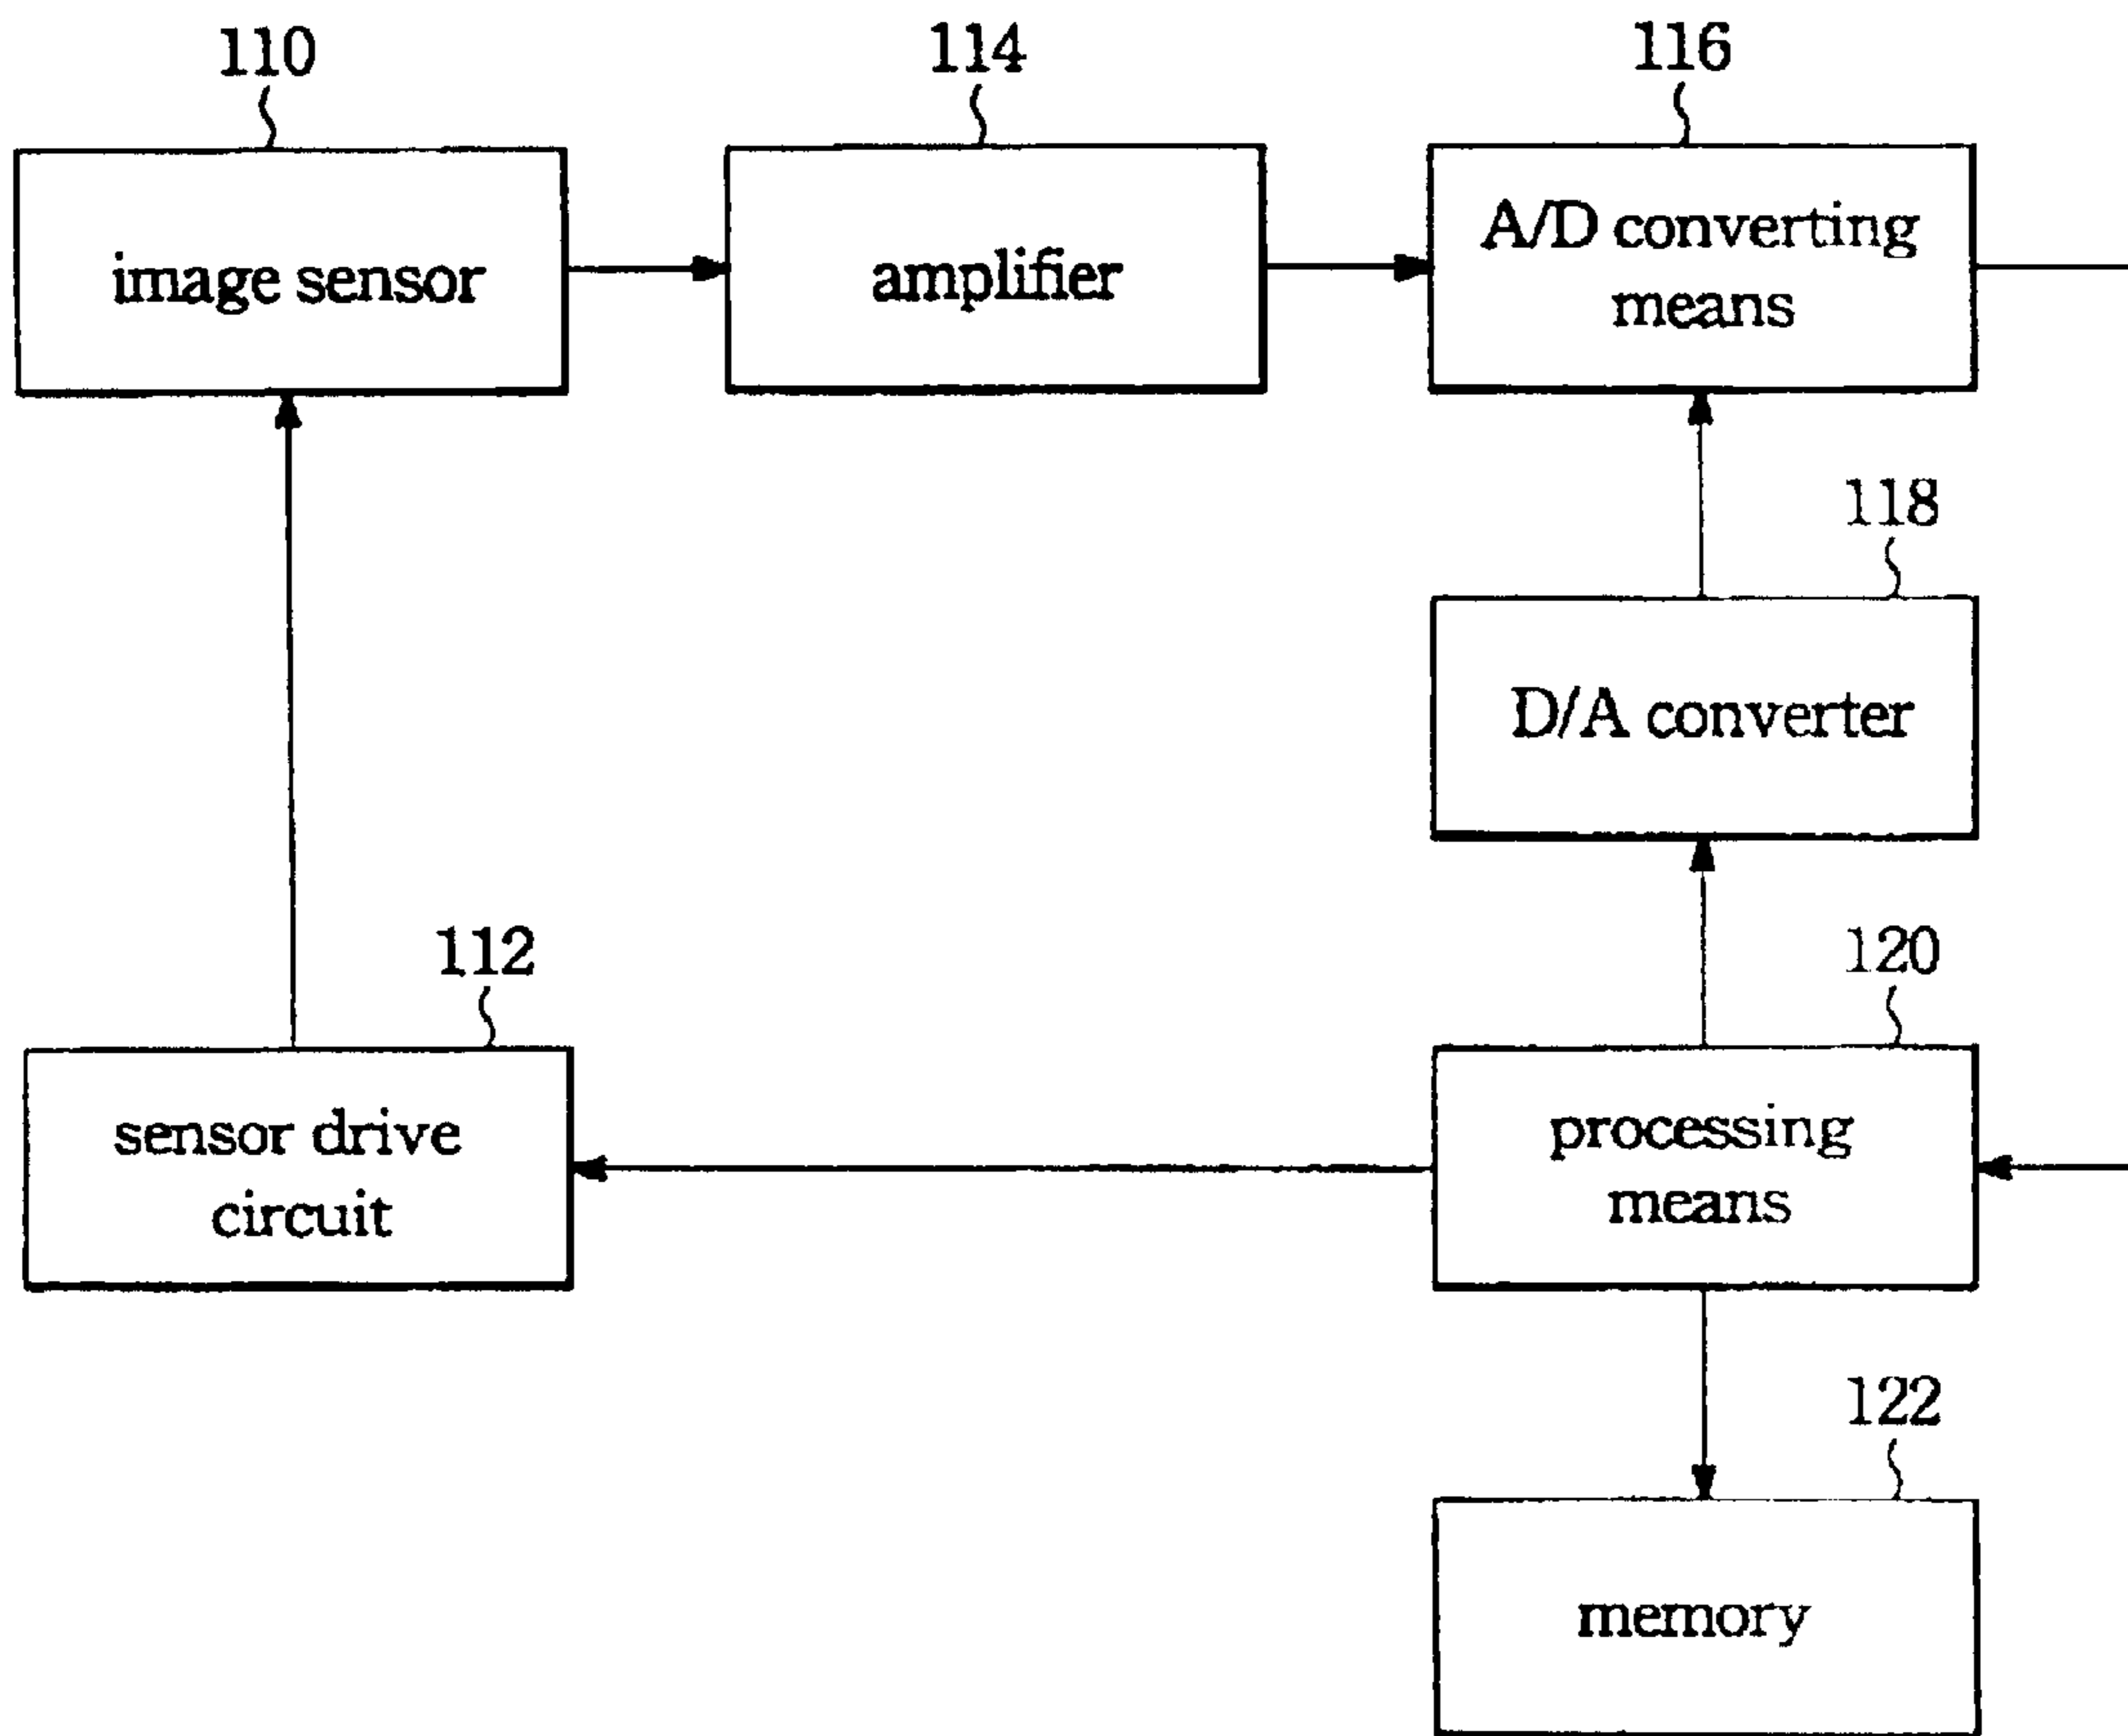 110
114
116
image sensor
amplifier
A/D converting
means
118
D/A converter
112
120
sensor drive
circuit
processing
means
122
memory